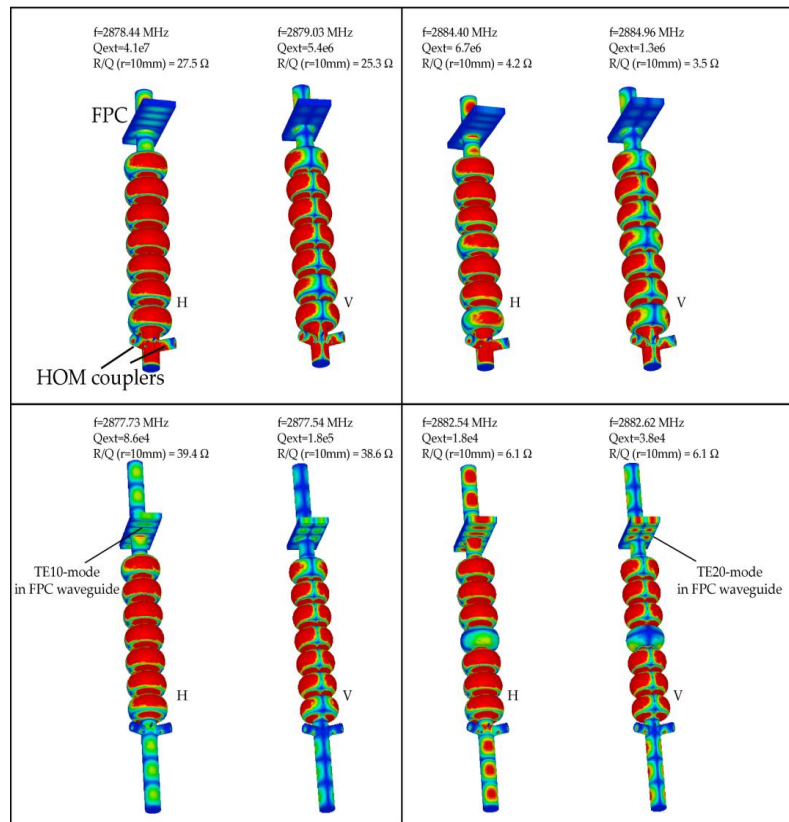 f=2878.44 MHz
Qext=4.1e7
R/Q (r=10mm) = 27.5 Ω
f=2879.03 MHz
Qext=5.4e6
R/Q (r=10mm) = 25.3 Ω
FPC
H
V
HOM couplers
f=2884.40 MHz
Qext= 6.7e6
R/Q (r=10mm) = 4.2 Ω
f=2884.96 MHz
Qext=1.3e6
R/Q (r=10mm) = 3.5 Ω
H
V
f=2877.73 MHz
Qext=8.6e4
R/Q (r=10mm) = 39.4 Ω
f=2877.54 MHz
Qext=1.8e5
R/Q (r=10mm) = 38.6 Ω
TE10-mode
in FPC waveguide
H
V
f=2882.54 MHz
Qext=1.8e4
R/Q (r=10mm) = 6.1 Ω
f=2882.62 MHz
Qext=3.8e4
R/Q (r=10mm) = 6.1 Ω
TE20-mode
in FPC waveguide
H
V